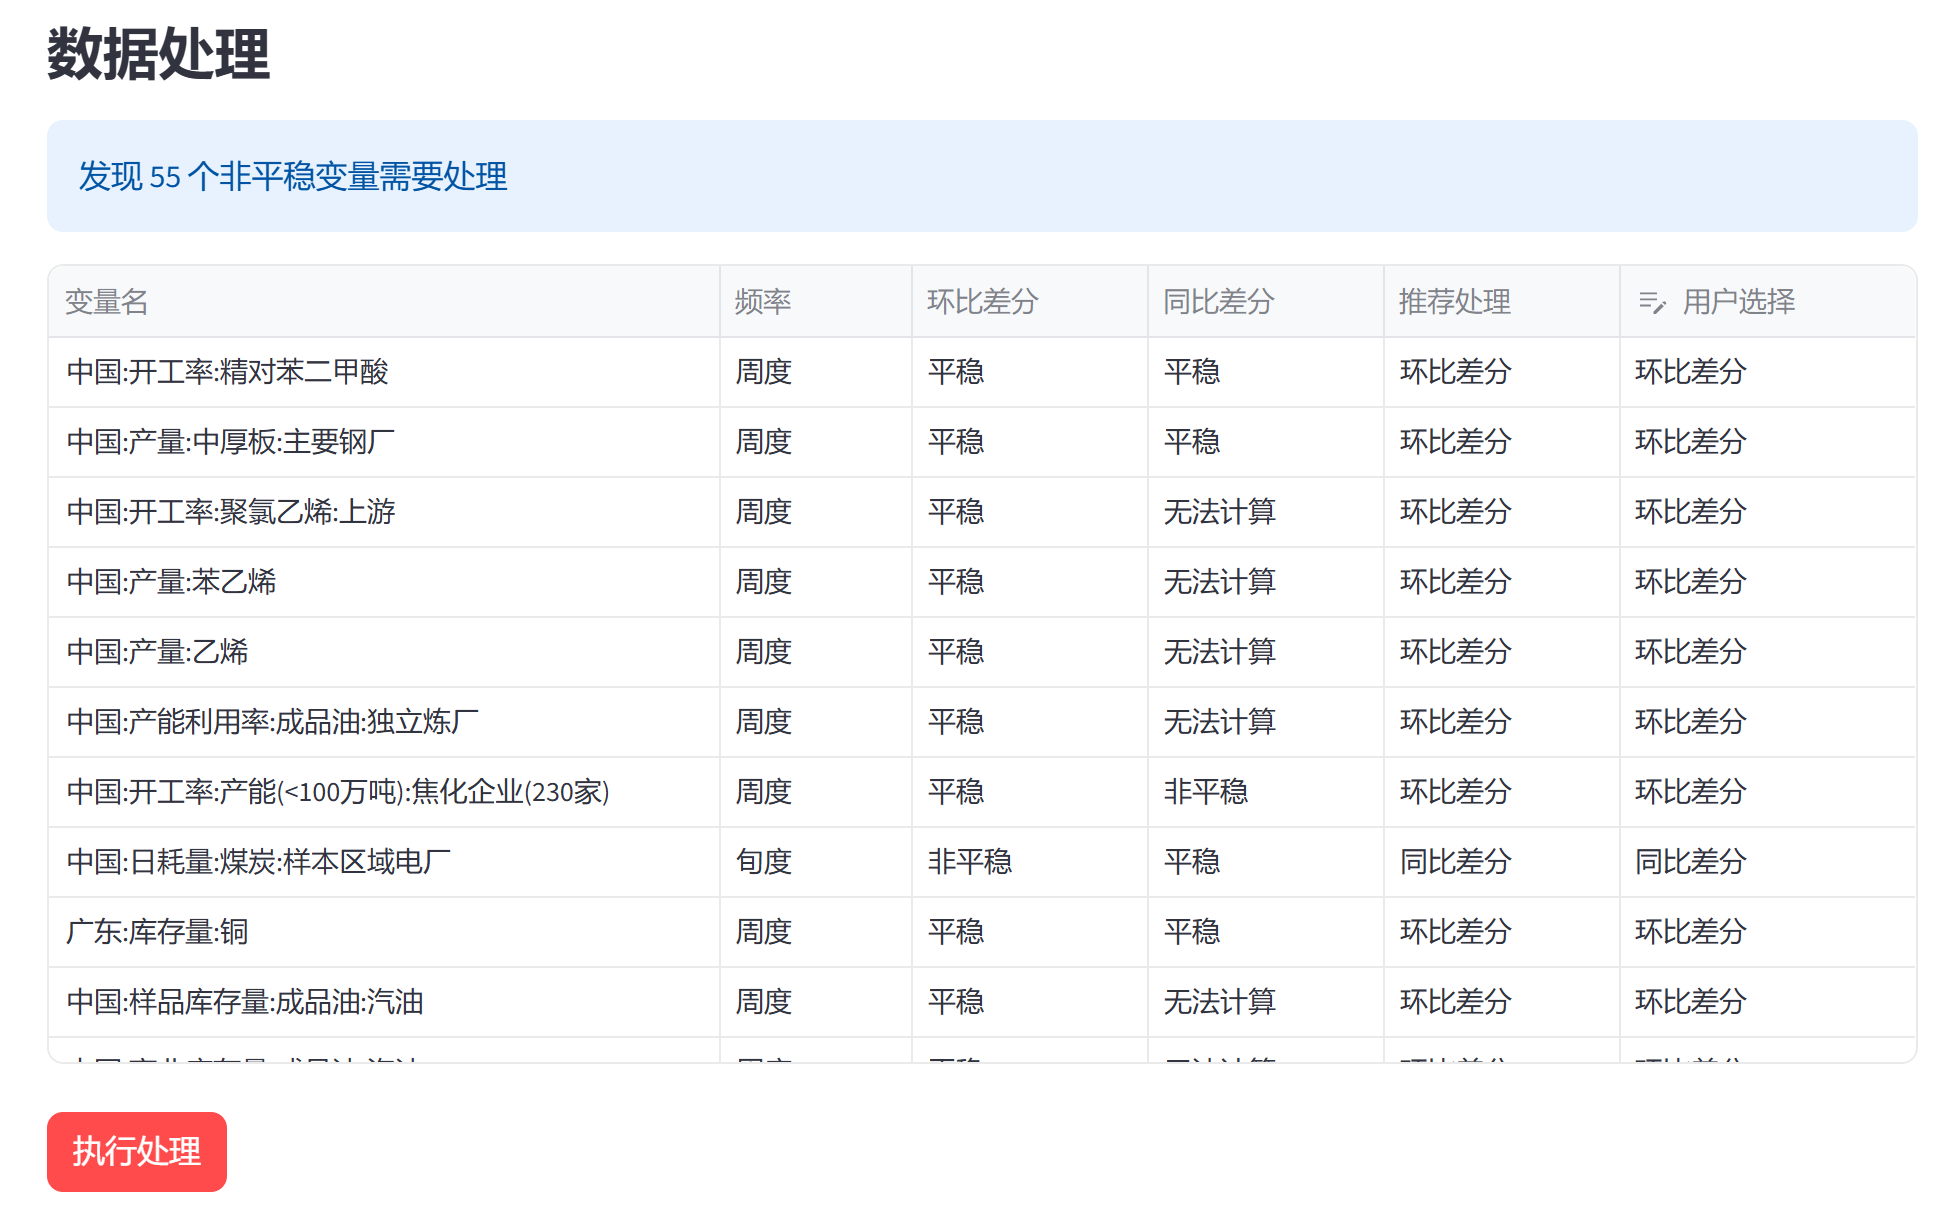 数据处理
发现 55 个非平稳变量需要处理
变量名 频率 环比差分 同比差分 推荐处理 用户选择
中国:开工率:精对苯二甲酸 周度 平稳 平稳 环比差分 环比差分
中国:产量:中厚板:主要钢厂 周度 平稳 平稳 环比差分 环比差分
中国:开工率:聚氯乙烯:上游 周度 平稳 无法计算 环比差分 环比差分
中国:产量:苯乙烯 周度 平稳 无法计算 环比差分 环比差分
中国:产量:乙烯 周度 平稳 无法计算 环比差分 环比差分
中国:产能利用率:成品油:独立炼厂 周度 平稳 无法计算 环比差分 环比差分
中国:开工率:产能(<100万吨):焦化企业(230家) 周度 平稳 非平稳 环比差分 环比差分
中国:日耗量:煤炭:样本区域电厂 旬度 非平稳 平稳 同比差分 同比差分
广东:库存量:铜 周度 平稳 平稳 环比差分 环比差分
中国:样品库存量:成品油:汽油 周度 平稳 无法计算 环比差分 环比差分
执行处理